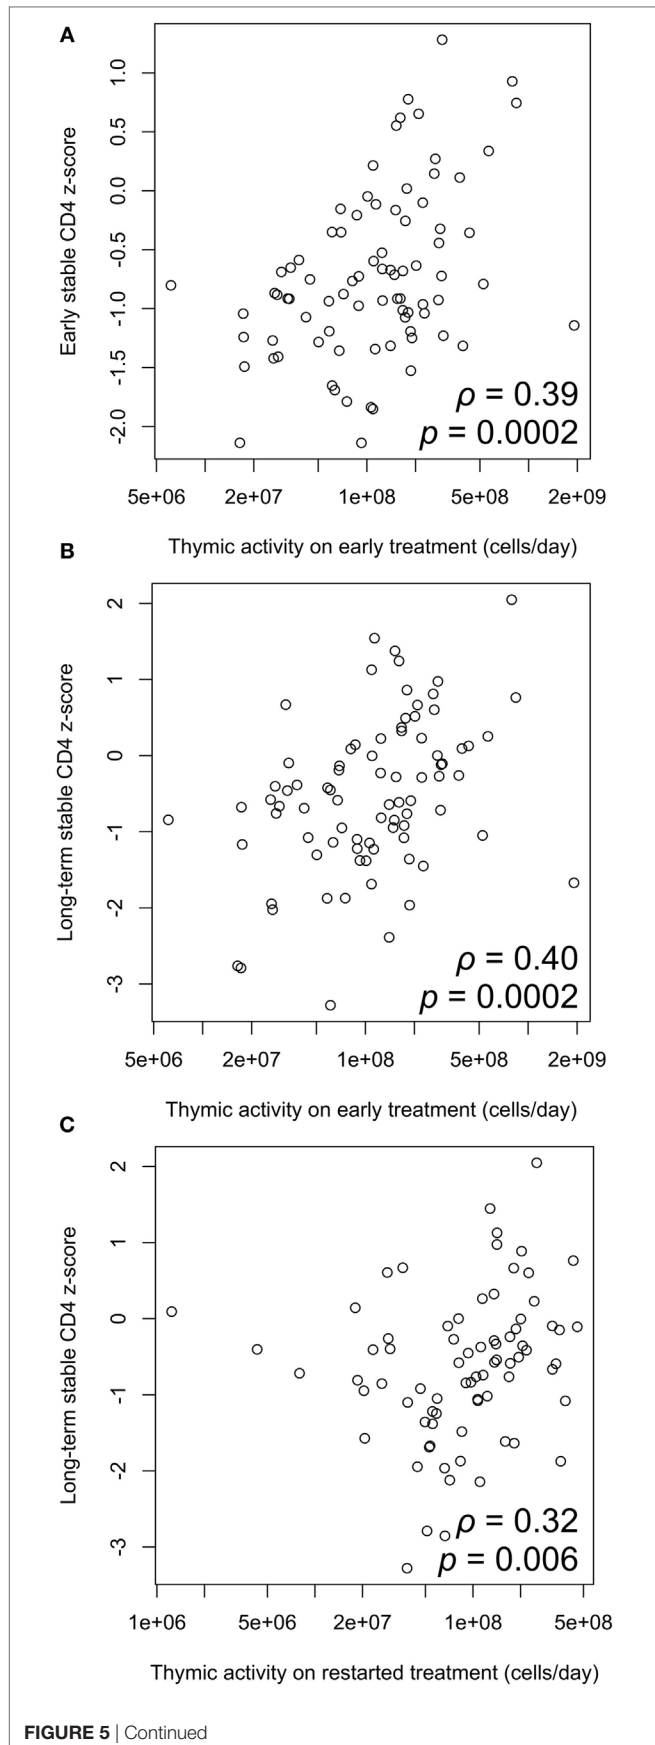 A
Early stable CD4 z-score
1.0
0.5
0.0
-0.5
-1.0
-1.5
-2.0
ρ = 0.39
p = 0.0002
5e+06 2e+07 1e+08 5e+08 2e+09
Thymic activity on early treatment (cells/day)
B
Long-term stable CD4 z-score
2
1
0
-1
-2
-3
ρ = 0.40
p = 0.0002
5e+06 2e+07 1e+08 5e+08 2e+09
Thymic activity on early treatment (cells/day)
C
Long-term stable CD4 z-score
2
1
0
-1
-2
-3
ρ = 0.32
p = 0.006
1e+06 5e+06 2e+07 1e+08 5e+08
Thymic activity on restarted treatment (cells/day)
FIGURE 5 | Continued